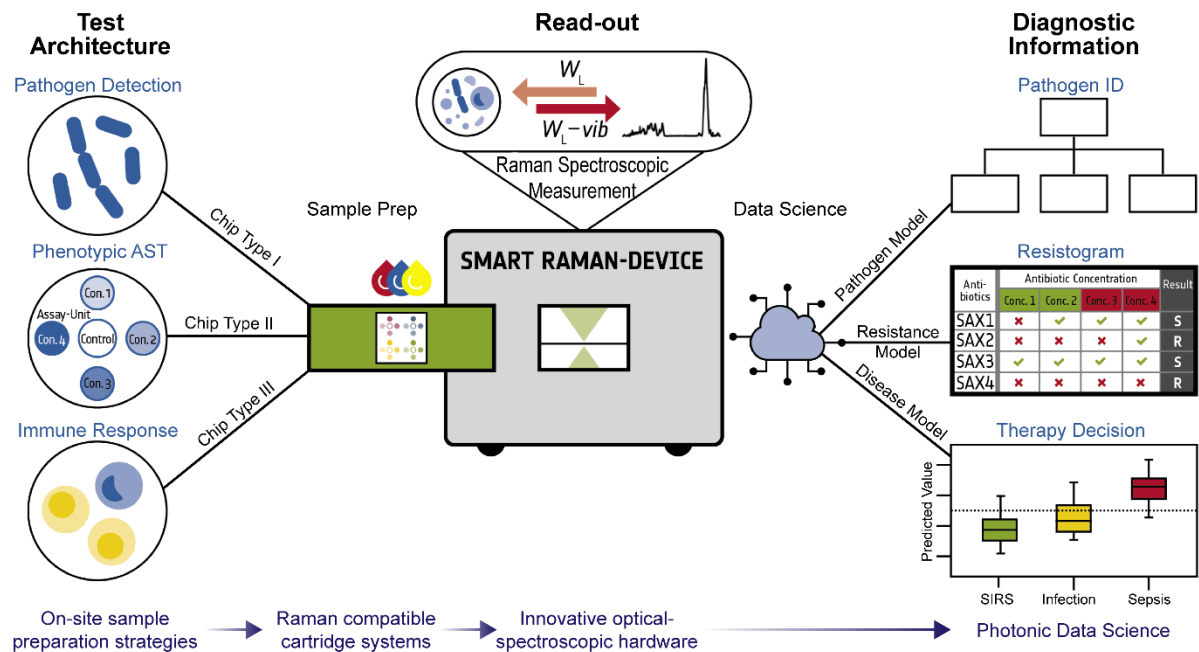 Test
Architecture
Read-out
Diagnostic
Information
Pathogen Detection
Phenotypic AST
Con. 1
Assay-Unit
Con. 4
Control
Con. 2
Con. 3
Immune Response
Chip Type I
Chip Type II
Chip Type III
Sample Prep
W_L
W_L – vib
Raman Spectroscopic
Measurement
SMART RAMAN-DEVICE
Data Science
Pathogen Model
Resistance
Model
Disease Model
Pathogen ID
Resistogram
Anti-
biotics
Antibiotic Concentration
Result
Conc. 1 Conc. 2 Conc. 3 Conc. 4
SAX1 ✗ ✓ ✓ ✓ S
SAX2 ✗ ✗ ✗ ✓ R
SAX3 ✓ ✓ ✓ ✓ S
SAX4 ✗ ✗ ✗ ✗ R
Therapy Decision
Predicted Value
SIRS Infection Sepsis
On-site sample
preparation strategies
Raman compatible
cartridge systems
Innovative optical-
spectroscopic hardware
Photonic Data Science